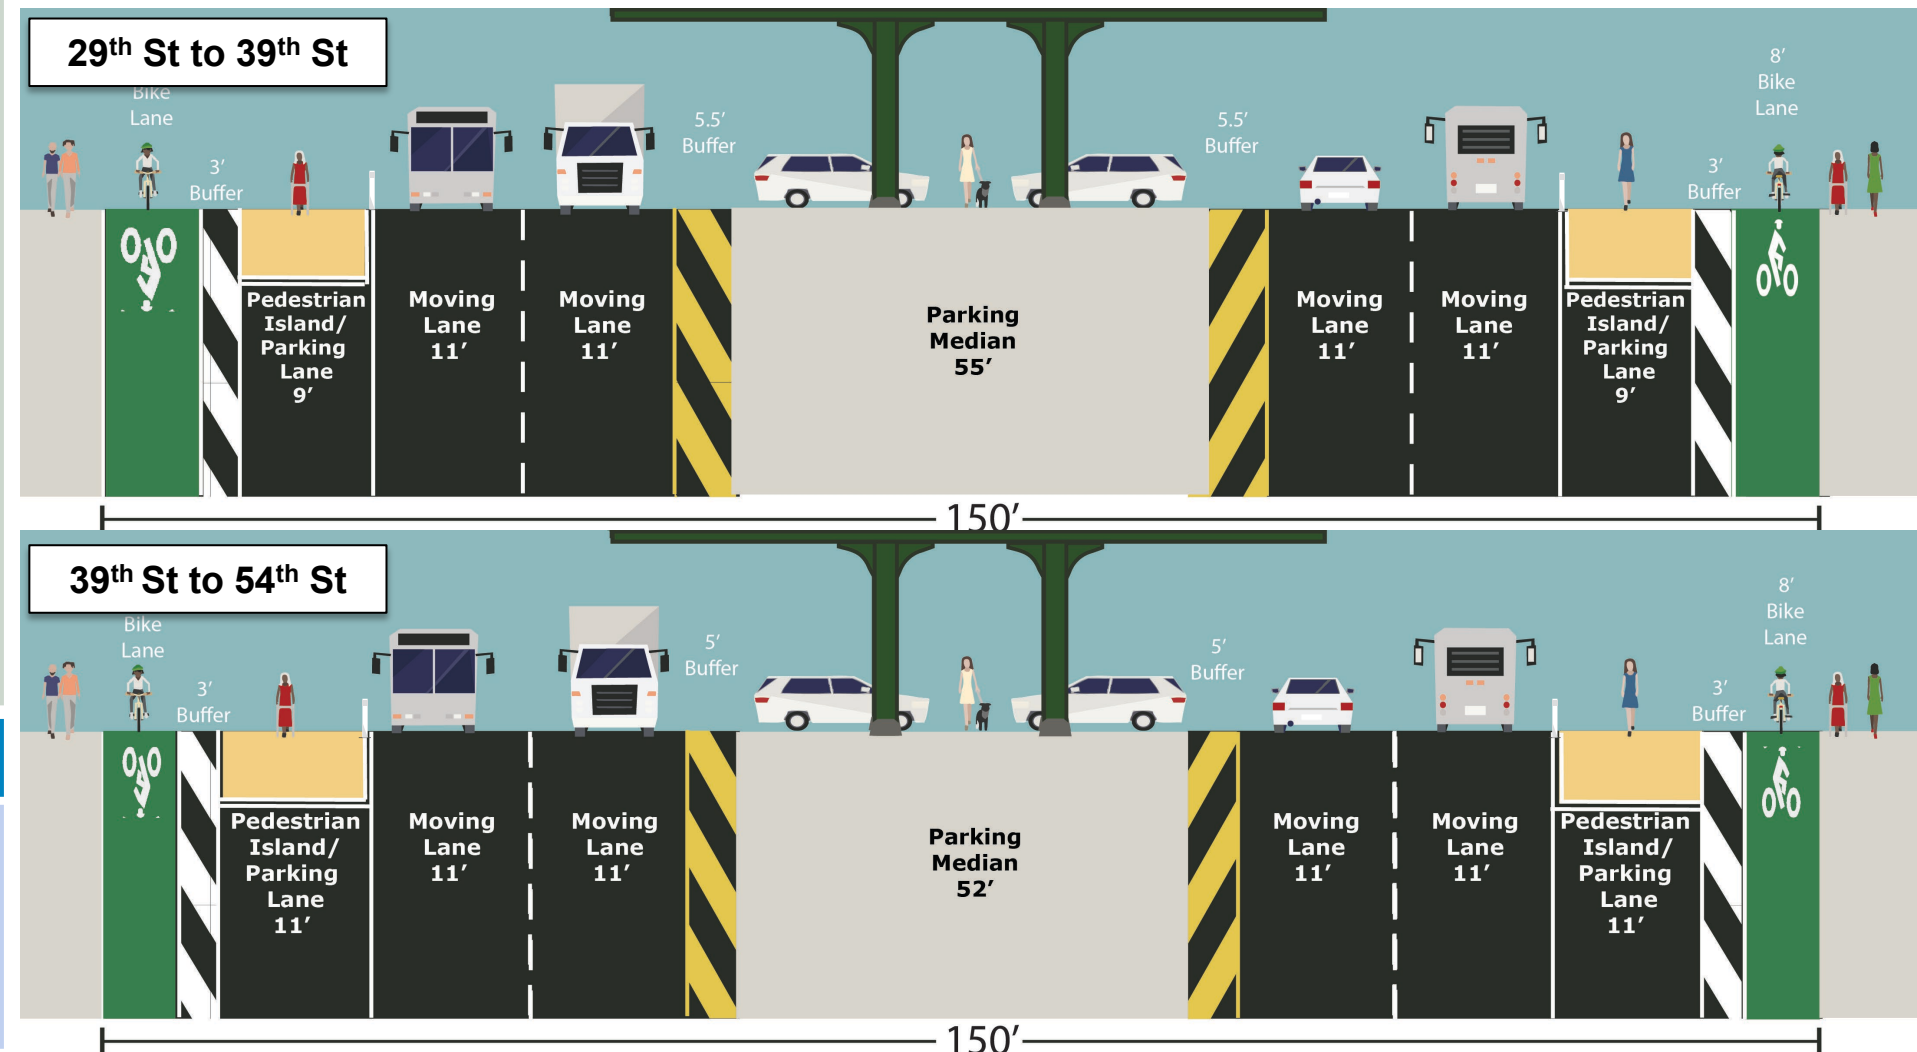 29th St to 39th St
Bike
Lane
3′
Buffer
5.5′
Buffer
5.5′
Buffer
8′
Bike
Lane
3′
Buffer
Pedestrian
Island/
Parking
Lane
9′
Moving
Lane
11′
Moving
Lane
11′
Parking
Median
55′
Moving
Lane
11′
Moving
Lane
11′
Pedestrian
Island/
Parking
Lane
9′
150′
39th St to 54th St
Bike
Lane
3′
Buffer
5′
Buffer
5′
Buffer
8′
Bike
Lane
3′
Buffer
Pedestrian
Island/
Parking
Lane
11′
Moving
Lane
11′
Moving
Lane
11′
Parking
Median
52′
Moving
Lane
11′
Moving
Lane
11′
Pedestrian
Island/
Parking
Lane
11′
150′